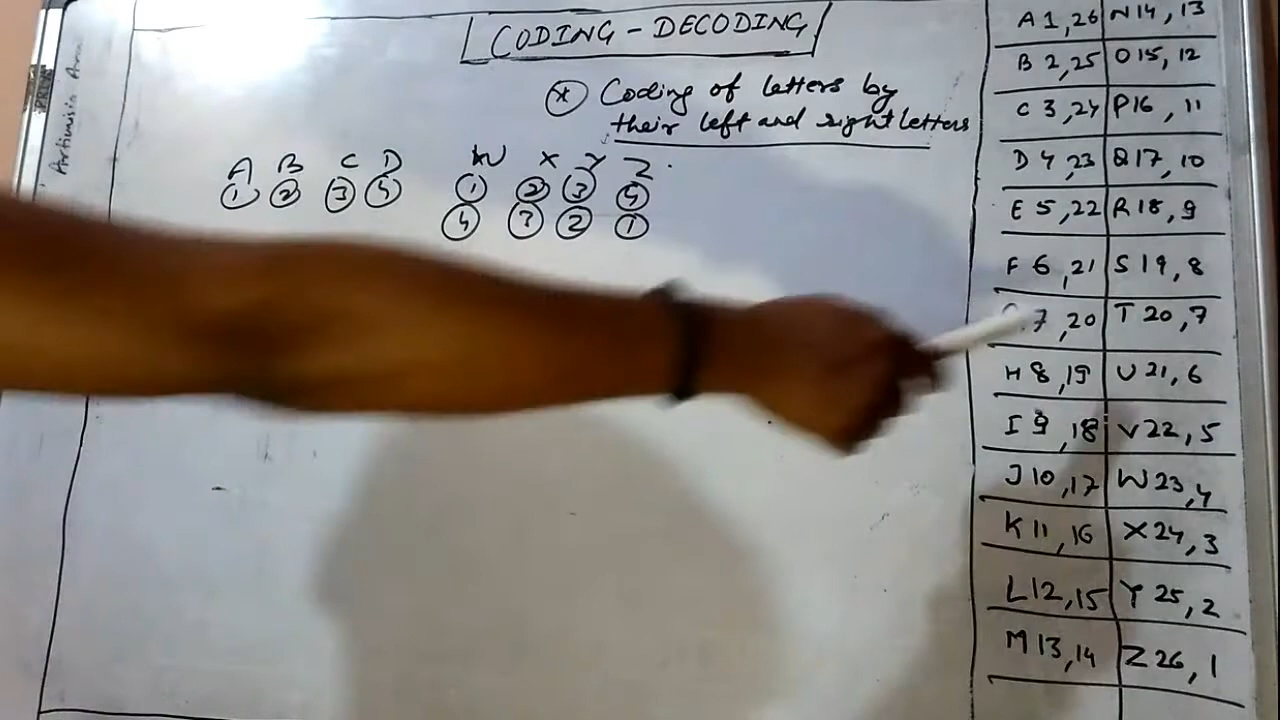 CODING - DECODING
* Coding of letters by
their left and right letters
A B C D W X Y Z
1 2 3 4 1 2 3 4
4 3 2 1
A 1, 26 N 14, 13
B 2, 25 O 15, 12
C 3, 24 P 16, 11
D 4, 23 Q 17, 10
E 5, 22 R 18, 9
F 6, 21 S 19, 8
7, 20 T 20, 7
H 8, 19 U 21, 6
I 9, 18 V 22, 5
J 10, 17 W 23, 4
K 11, 16 X 24, 3
L 12, 15 Y 25, 2
M 13, 14 Z 26, 1